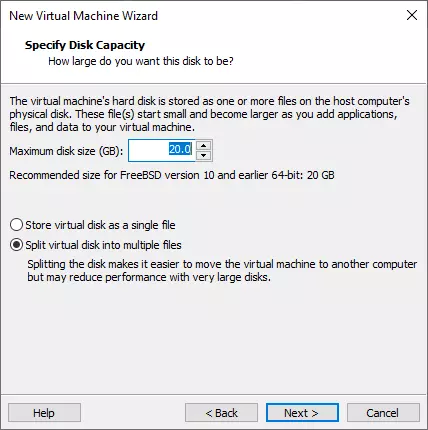 New Virtual Machine Wizard
Specify Disk Capacity
How large do you want this disk to be?
The virtual machine's hard disk is stored as one or more files on the host computer's
physical disk. These file(s) start small and become larger as you add applications,
files, and data to your virtual machine.
Maximum disk size (GB): 20.0
Recommended size for FreeBSD version 10 and earlier 64-bit: 20 GB
Store virtual disk as a single file
Split virtual disk into multiple files
Splitting the disk makes it easier to move the virtual machine to another computer
but may reduce performance with very large disks.
Help < Back Next > Cancel